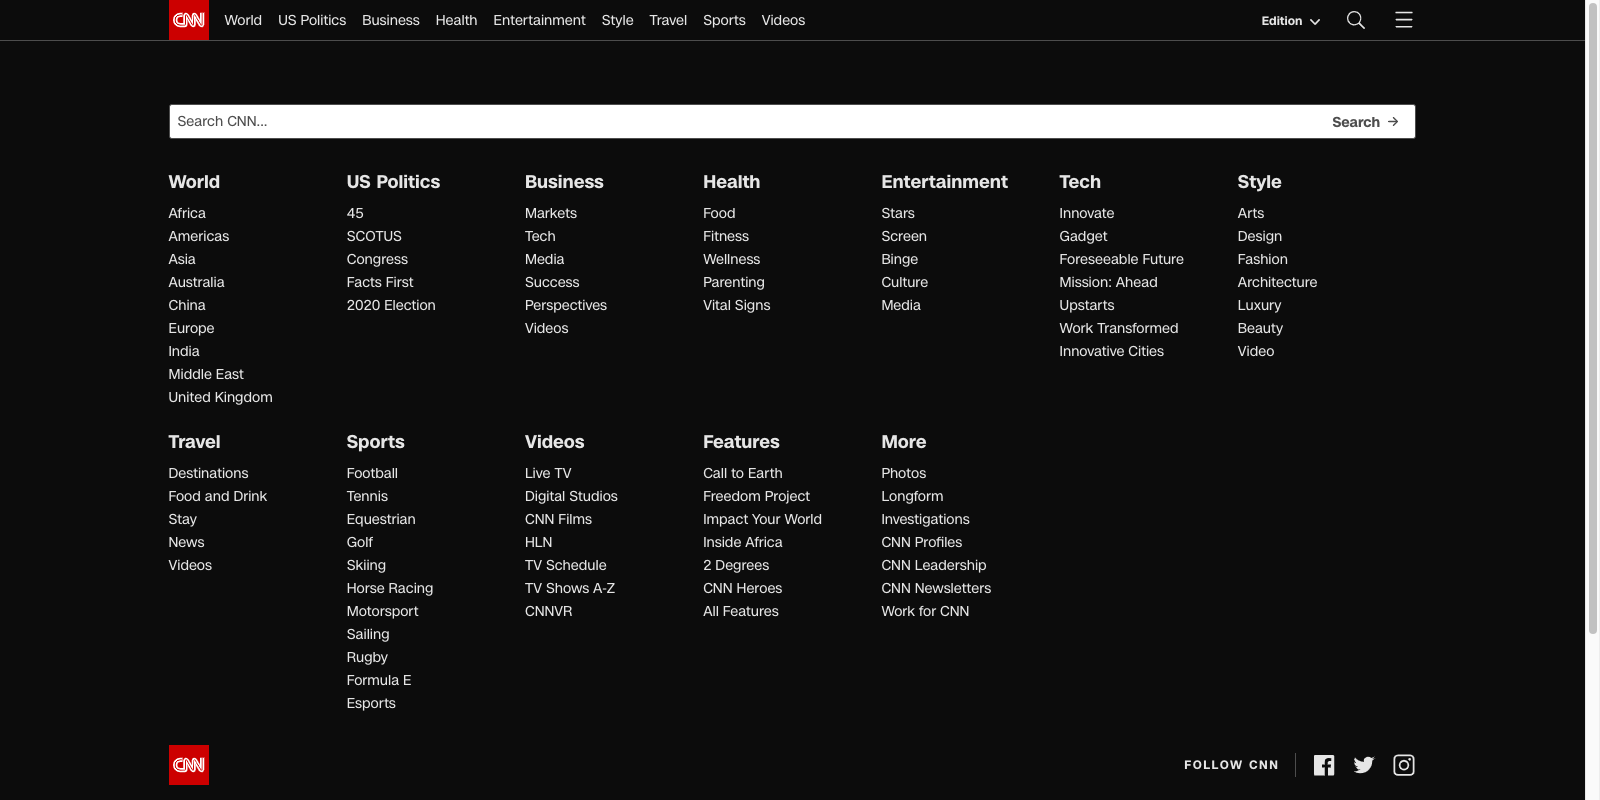 CNN World US Politics Business Health Entertainment Style Travel Sports Videos Edition
Search CNN... Search
World
Africa
Americas
Asia
Australia
China
Europe
India
Middle East
United Kingdom
US Politics
45
SCOTUS
Congress
Facts First
2020 Election
Business
Markets
Tech
Media
Success
Perspectives
Videos
Health
Food
Fitness
Wellness
Parenting
Vital Signs
Entertainment
Stars
Screen
Binge
Culture
Media
Tech
Innovate
Gadget
Foreseeable Future
Mission: Ahead
Upstarts
Work Transformed
Innovative Cities
Style
Arts
Design
Fashion
Architecture
Luxury
Beauty
Video
Travel
Destinations
Food and Drink
Stay
News
Videos
Sports
Football
Tennis
Equestrian
Golf
Skiing
Horse Racing
Motorsport
Sailing
Rugby
Formula E
Esports
Videos
Live TV
Digital Studios
CNN Films
HLN
TV Schedule
TV Shows A-Z
CNNVR
Features
Call to Earth
Freedom Project
Impact Your World
Inside Africa
2 Degrees
CNN Heroes
All Features
More
Photos
Longform
Investigations
CNN Profiles
CNN Leadership
CNN Newsletters
Work for CNN
CNN FOLLOW CNN